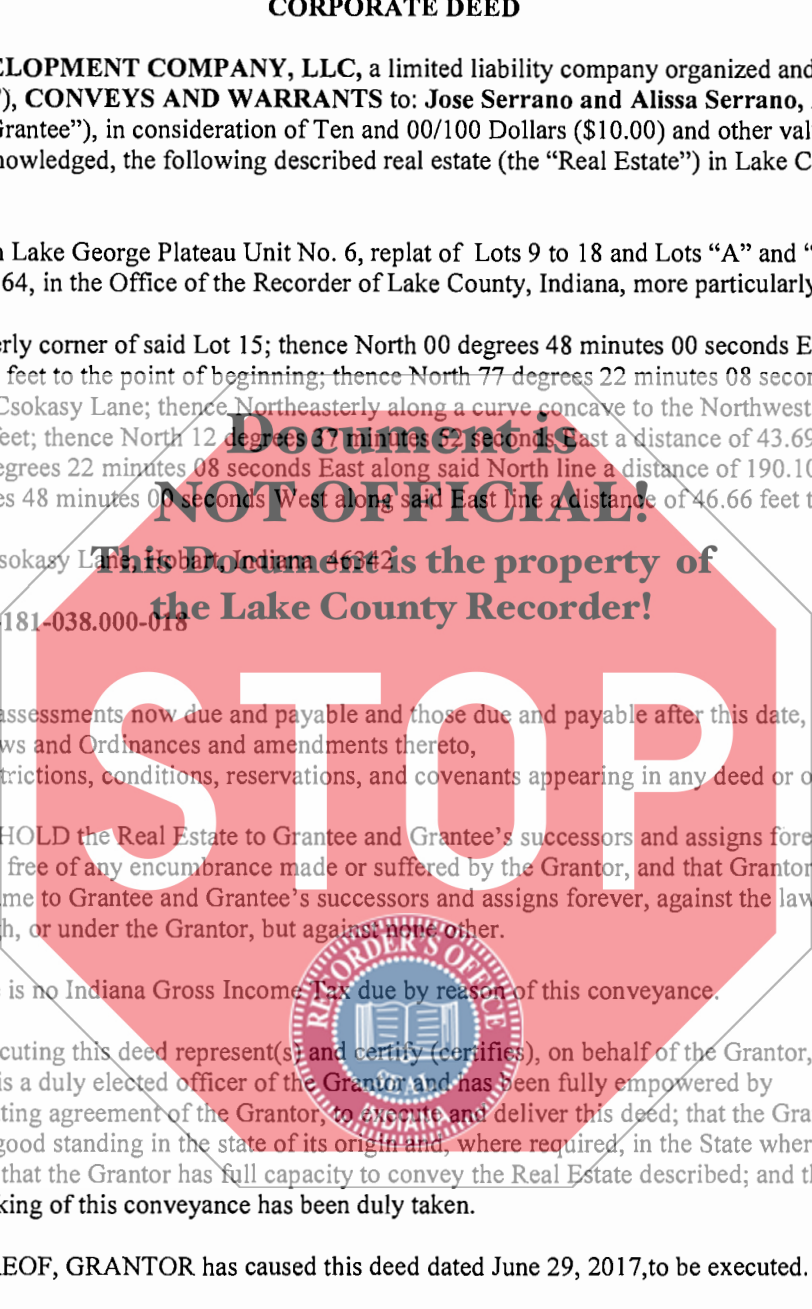 CORPORATE DEED
ELOPMENT COMPANY, LLC, a limited liability company organized and
"), CONVEYS AND WARRANTS to: Jose Serrano and Alissa Serrano,
Grantee"), in consideration of Ten and 00/100 Dollars ($10.00) and other val
nowledged, the following described real estate (the "Real Estate") in Lake C
n Lake George Plateau Unit No. 6, replat of Lots 9 to 18 and Lots "A" and "
64, in the Office of the Recorder of Lake County, Indiana, more particularly
erly corner of said Lot 15; thence North 00 degrees 48 minutes 00 seconds E
feet to the point of beginning; thence North 77 degrees 22 minutes 08 secon
Csokasy Lane; thence Northeasterly along a curve concave to the Northwest
feet; thence North 12 degrees 37 minutes 52 seconds East a distance of 43.69
Document is
egrees 22 minutes 08 seconds East along said North line a distance of 190.10
es 48 minutes 00 seconds West along said East line a distance of 46.66 feet t
NOT OFFICIAL!
sokasy Lane, Hobart, Indiana 46342
This Document is the property of
the Lake County Recorder!
181-038.000-018
STOP
assessments now due and payable and those due and payable after this date,
ws and Ordinances and amendments thereto,
trictions, conditions, reservations, and covenants appearing in any deed or o
HOLD the Real Estate to Grantee and Grantee's successors and assigns fore
free of any encumbrance made or suffered by the Grantor, and that Grantor
me to Grantee and Grantee's successors and assigns forever, against the law
h, or under the Grantor, but against none other.
is no Indiana Gross Income Tax due by reason of this conveyance.
RECORDER'S OFFICE
SEAL
INDIANA
cuting this deed represent(s) and certify (certifies), on behalf of the Grantor,
is a duly elected officer of the Grantor and has been fully empowered by
ting agreement of the Grantor, to execute and deliver this deed; that the Gra
good standing in the state of its origin and, where required, in the State wher
that the Grantor has full capacity to convey the Real Estate described; and th
king of this conveyance has been duly taken.
EOF, GRANTOR has caused this deed dated June 29, 2017,to be executed.